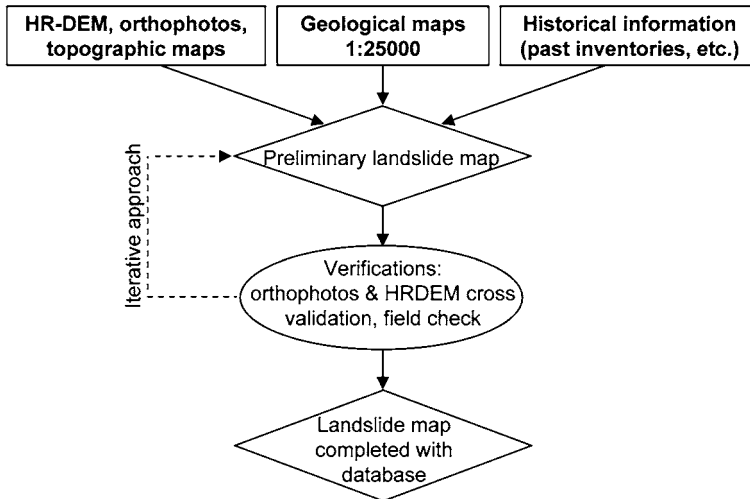 HR-DEM, orthophotos,
topographic maps
Geological maps
1:25000
Historical information
(past inventories, etc.)
Preliminary landslide map
Iterative approach
Verifications:
orthophotos & HRDEM cross
validation, field check
Landslide map
completed with
database